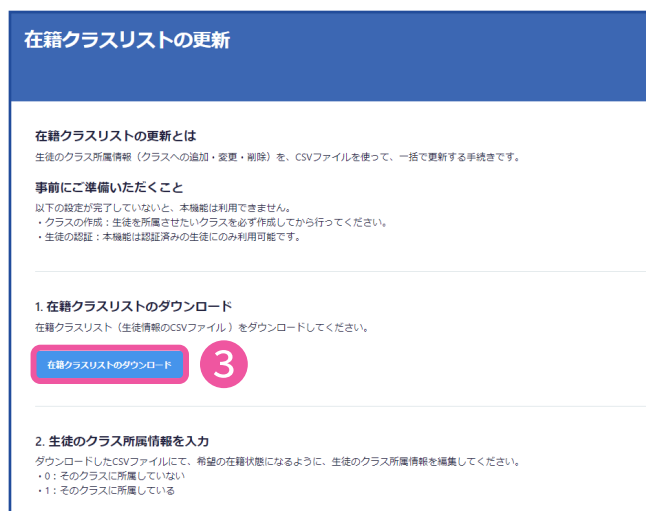 在籍クラスリストの更新
在籍クラスリストの更新とは
生徒のクラス所属情報（クラスへの追加・変更・削除）を、CSVファイルを使って、一括で更新する手続きです。
事前にご準備いただくこと
以下の設定が完了していないと、本機能は利用できません。
・クラスの作成：生徒を所属させたいクラスを必ず作成してから行ってください。
・生徒の認証：本機能は認証済みの生徒にのみ利用可能です。
1. 在籍クラスリストのダウンロード
在籍クラスリスト（生徒情報のCSVファイル ）をダウンロードしてください。
在籍クラスリストのダウンロード
3
2. 生徒のクラス所属情報を入力
ダウンロードしたCSVファイルにて、希望の在籍状態になるように、生徒のクラス所属情報を編集してください。
・0：そのクラスに所属していない
・1：そのクラスに所属している